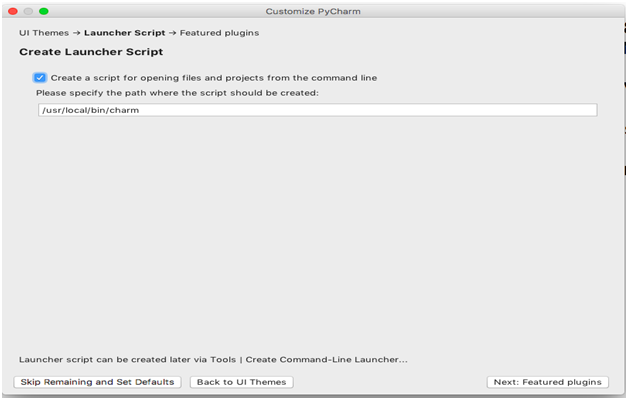 Customize PyCharm
UI Themes → Launcher Script → Featured plugins
Create Launcher Script
Create a script for opening files and projects from the command line
Please specify the path where the script should be created:
/usr/local/bin/charm
Launcher script can be created later via Tools | Create Command-Line Launcher...
Skip Remaining and Set Defaults
Back to UI Themes
Next: Featured plugins